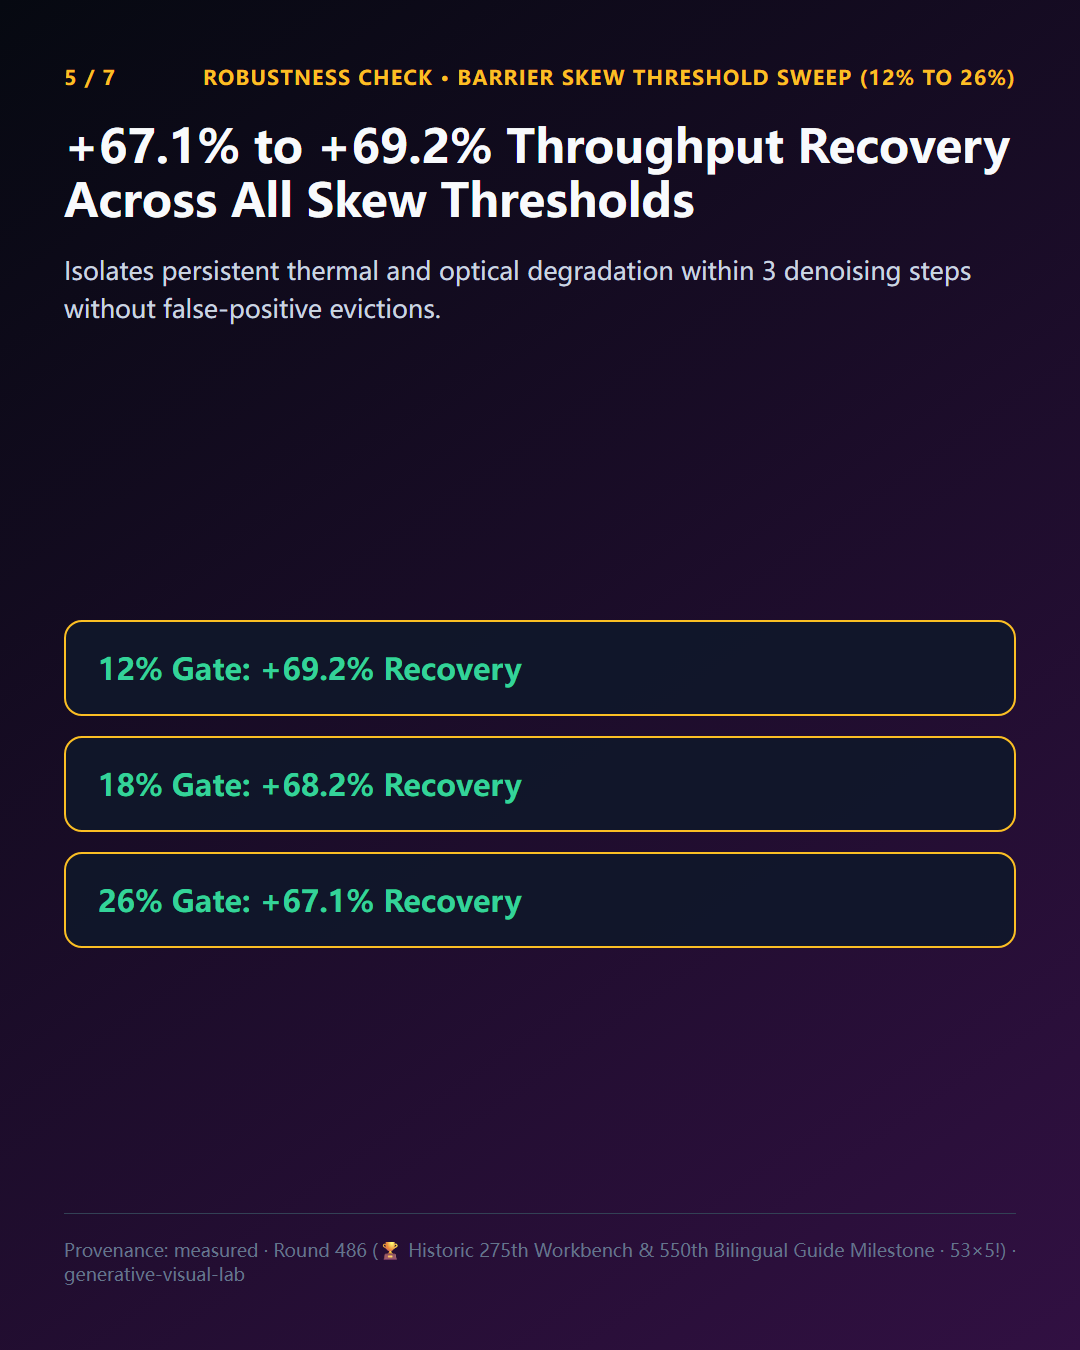 5 / 7
ROBUSTNESS CHECK • BARRIER SKEW THRESHOLD SWEEP (12% TO 26%)
+67.1% to +69.2% Throughput Recovery
Across All Skew Thresholds
Isolates persistent thermal and optical degradation within 3 denoising steps
without false-positive evictions.
12% Gate: +69.2% Recovery
18% Gate: +68.2% Recovery
26% Gate: +67.1% Recovery
Provenance: measured · Round 486 (🏆 Historic 275th Workbench & 550th Bilingual Guide Milestone · 53×5!) ·
generative-visual-lab